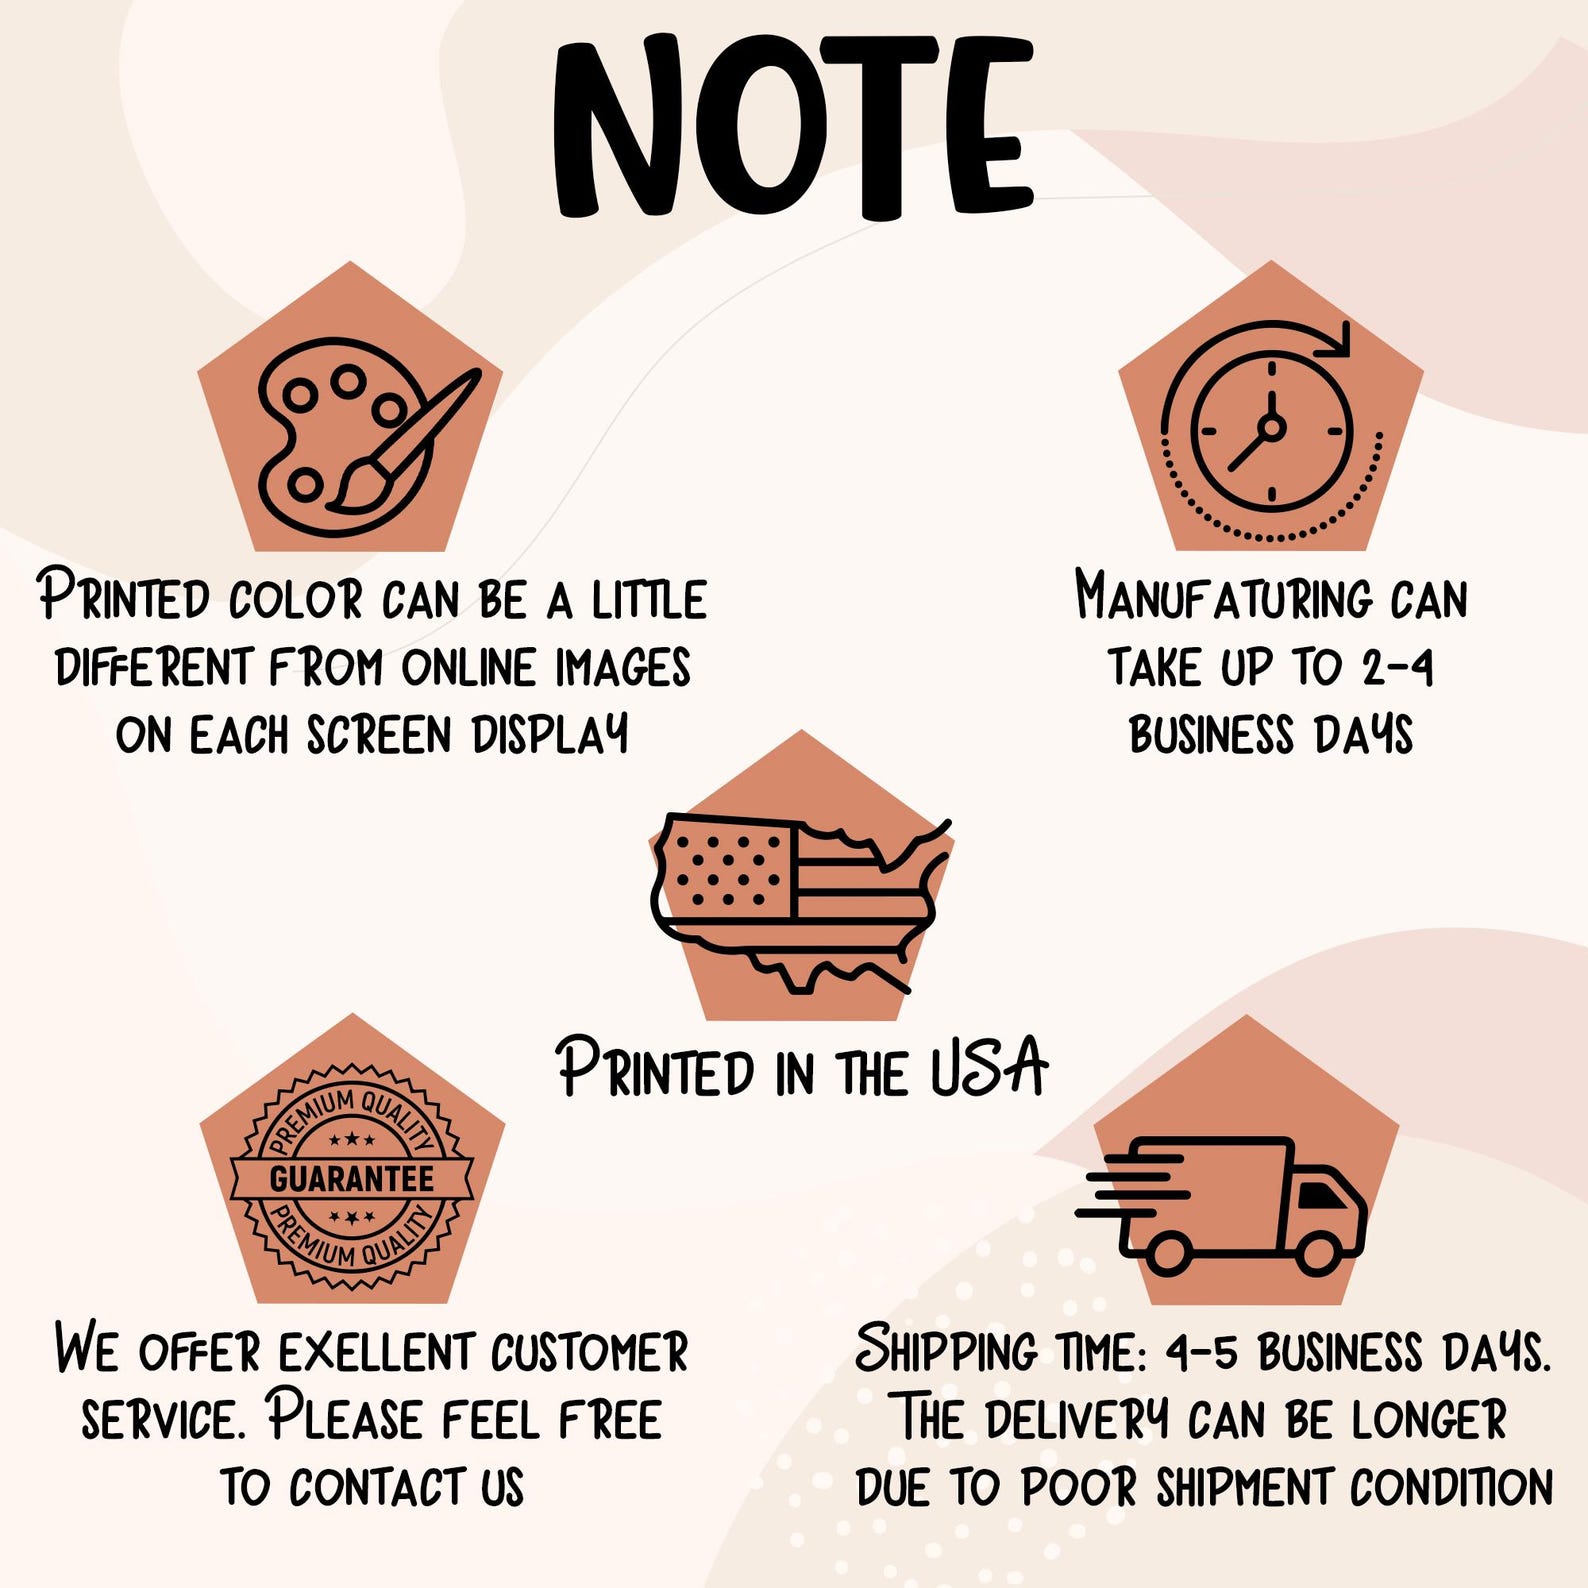 NOTE
Printed color can be a little
different from online images
on each screen display
Manufaturing can
take up to 2-4
business days
Printed in the USA
PREMIUM QUALITY
GUARANTEE
PREMIUM QUALITY
We offer exellent customer
service. Please feel free
to contact us
Shipping time: 4-5 business days.
The delivery can be longer
due to poor shipment condition